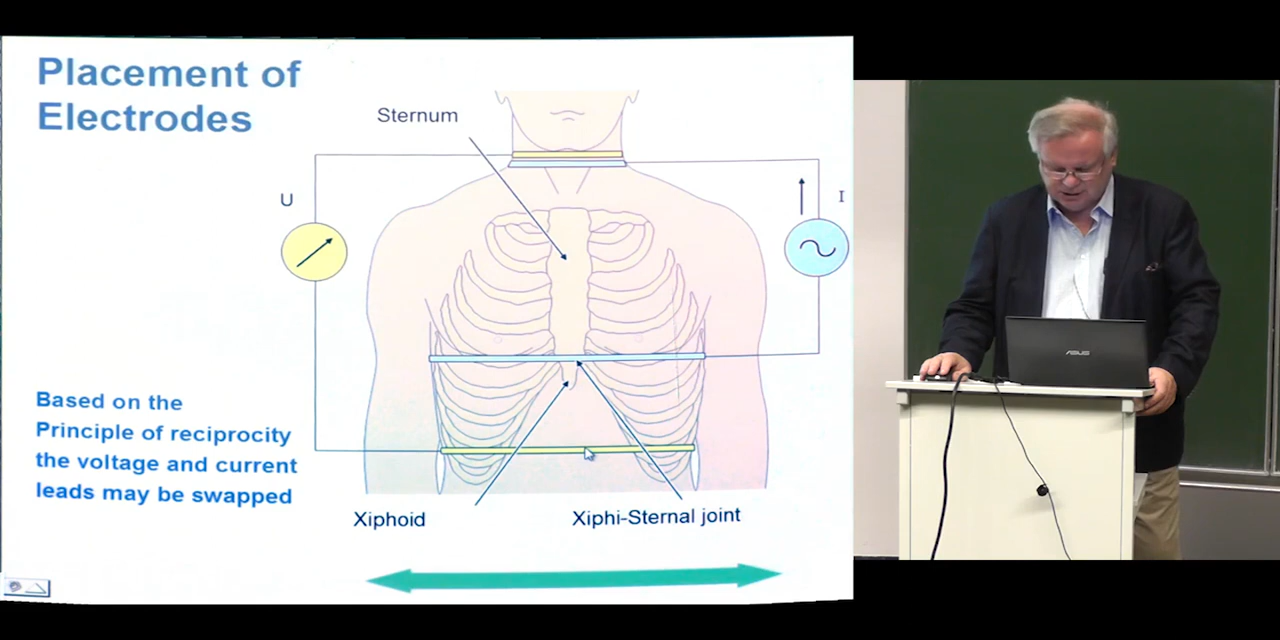 Placement of
Electrodes
Sternum
U
I
Based on the
Principle of reciprocity
the voltage and current
leads may be swapped
Xiphoid
Xiphi-Sternal joint
ASUS